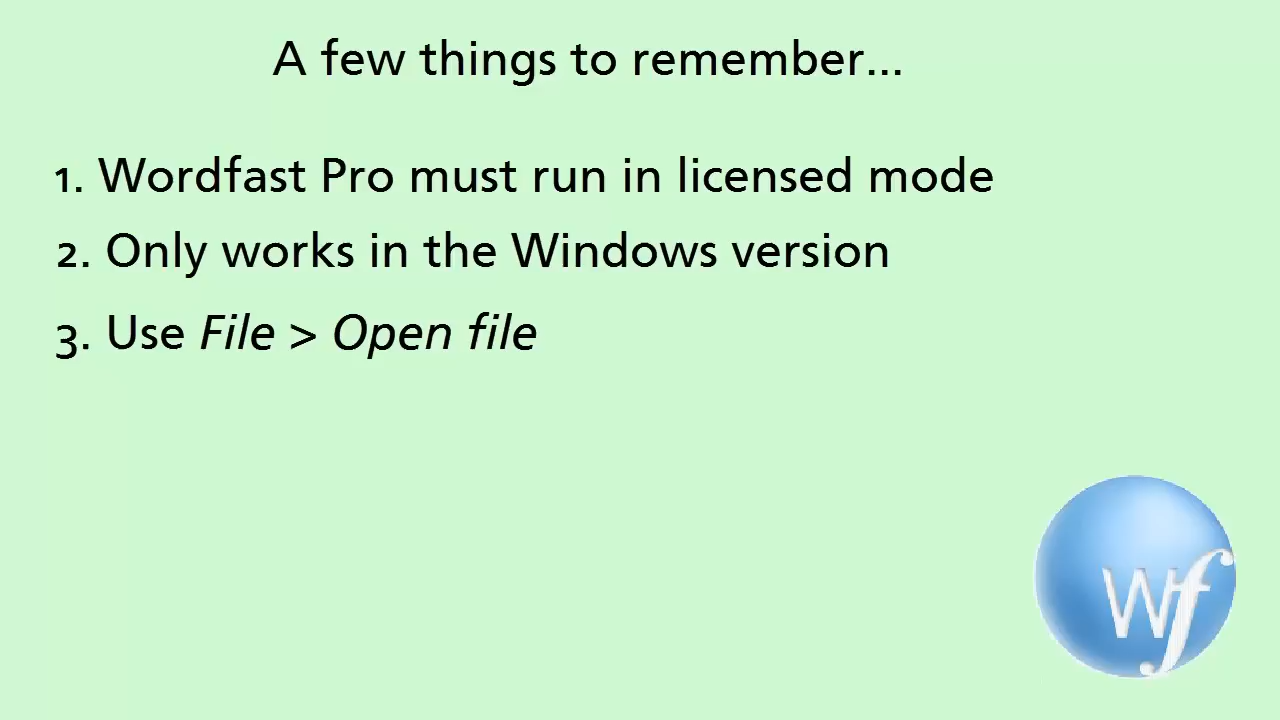 A few things to remember...
1. Wordfast Pro must run in licensed mode
2. Only works in the Windows version
3. Use File > Open file
Wf